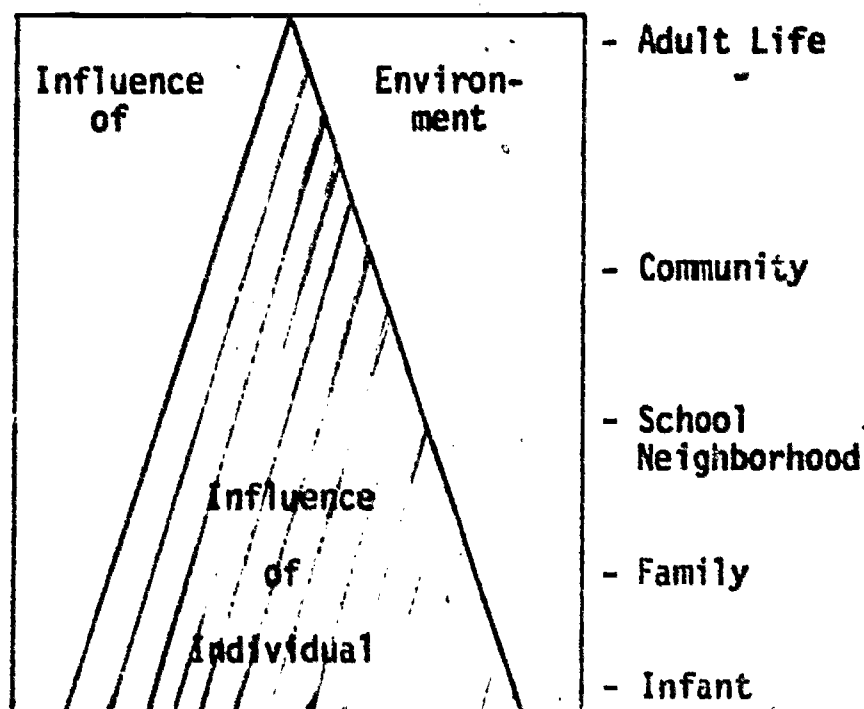 Influence
of
Environ-
ment
Influence
of
Individual
- Adult Life
- Community
- School
Neighborhood
- Family
- Infant